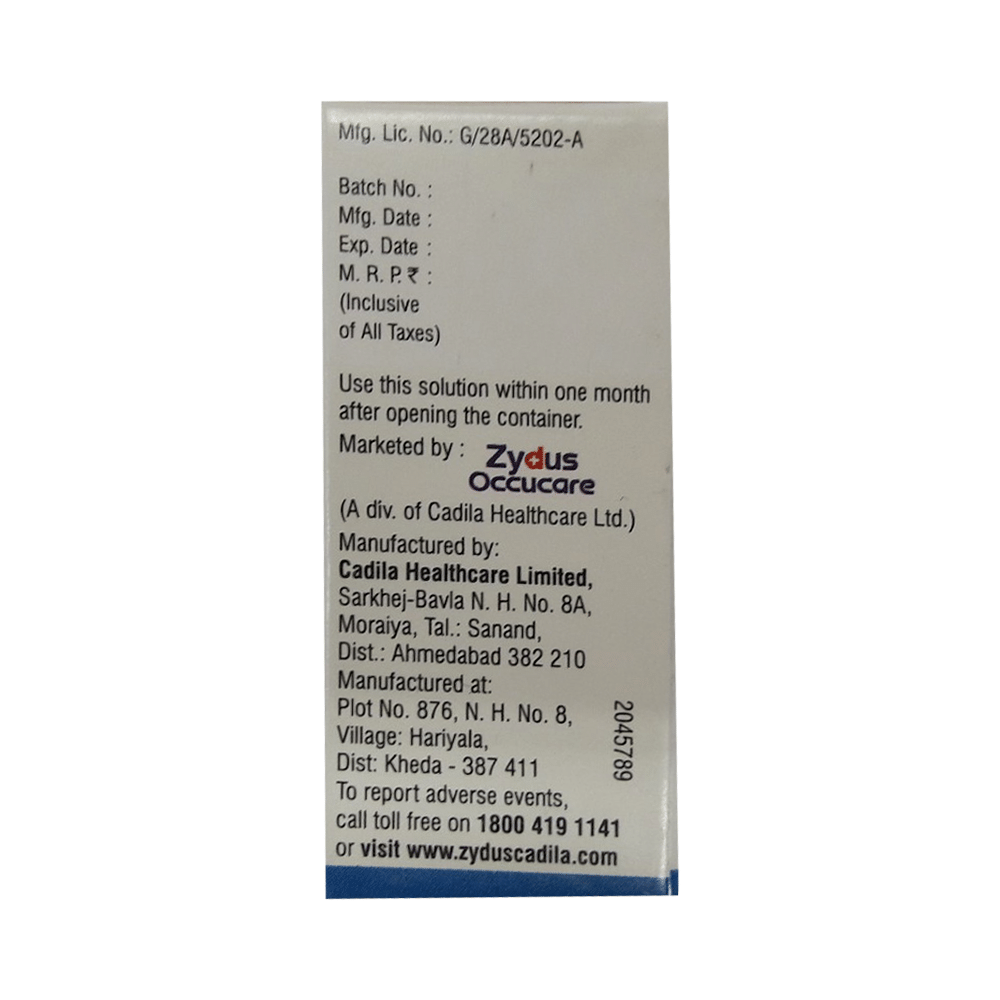 Mfg. Lic. No.: G/28A/5202-A
Batch No. :
Mfg. Date :
Exp. Date :
M. R. P. ₹ :
(Inclusive
of All Taxes)
Use this solution within one month
after opening the container.
Marketed by : Zydus
Occucare
(A div. of Cadila Healthcare Ltd.)
Manufactured by:
Cadila Healthcare Limited,
Sarkhej-Bavla N. H. No. 8A,
Moraiya, Tal.: Sanand,
Dist.: Ahmedabad 382 210
Manufactured at:
Plot No. 876, N. H. No. 8,
Village: Hariyala,
Dist: Kheda - 387 411
2045789
To report adverse events,
call toll free on 1800 419 1141
or visit www.zyduscadila.com